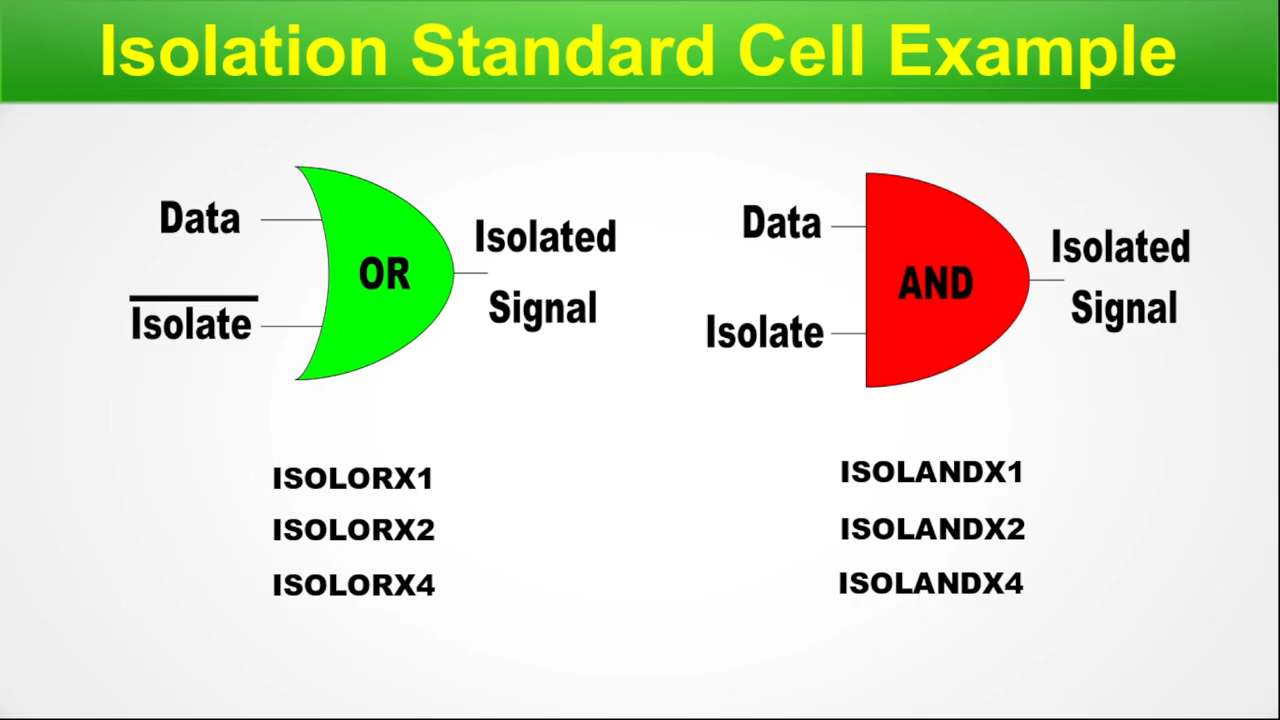 Isolation Standard Cell Example
Data
Isolate
OR
Isolated
Signal
Data
Isolate
AND
Isolated
Signal
ISOLORX1
ISOLORX2
ISOLORX4
ISOLANDX1
ISOLANDX2
ISOLANDX4